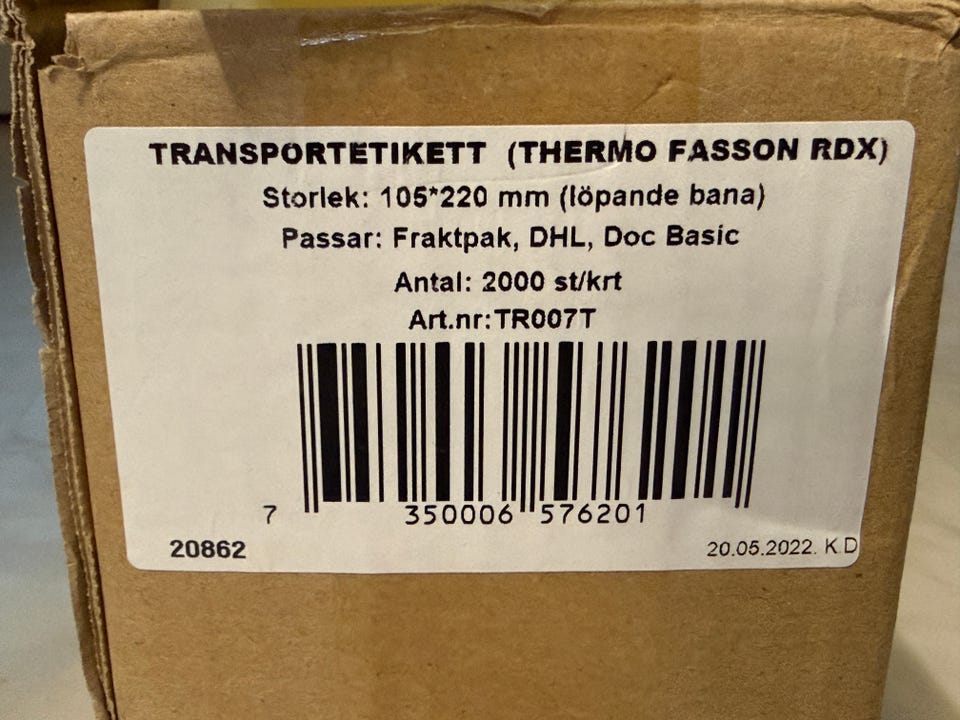 TRANSPORTETIKETT (THERMO FASSON RDX)
Storlek: 105*220 mm (löpande bana)
Passar: Fraktpak, DHL, Doc Basic
Antal: 2000 st/krt
Art.nr:TR007T
7 350006 576201
20862 20.05.2022. K.D